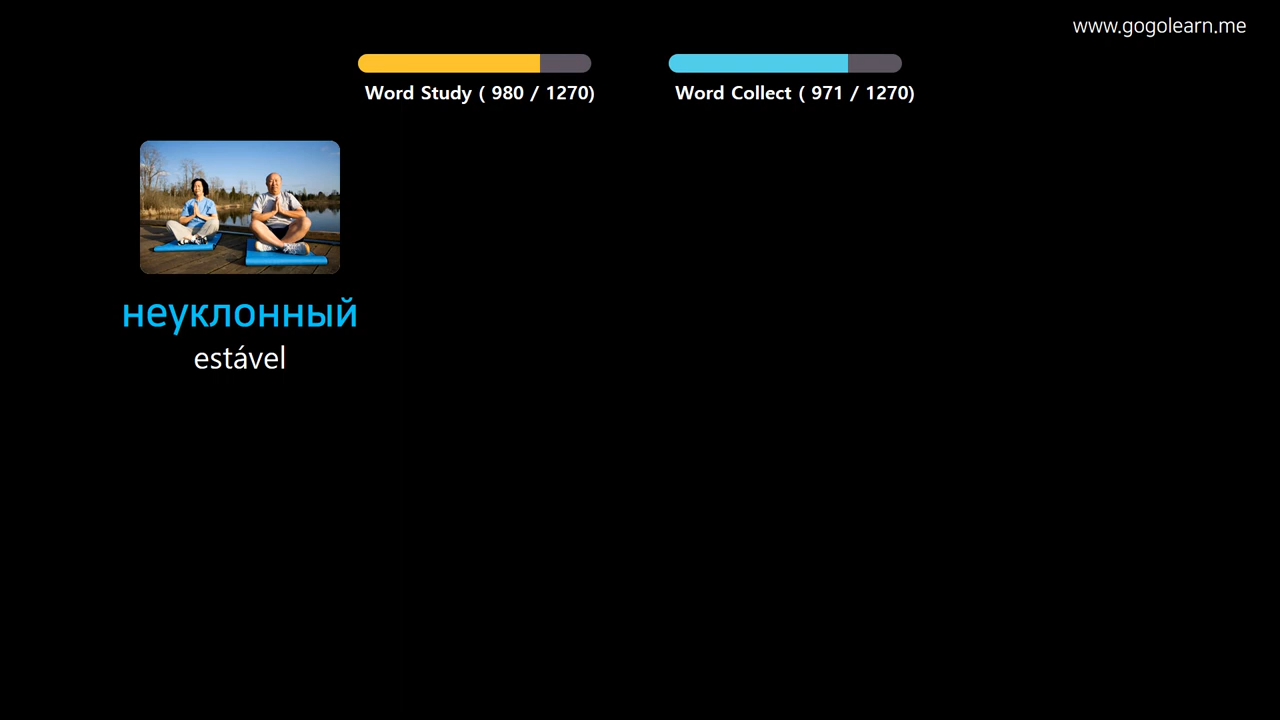 www.gogolearn.me
Word Study ( 980 / 1270)
Word Collect ( 971 / 1270)
неуклонный
estável